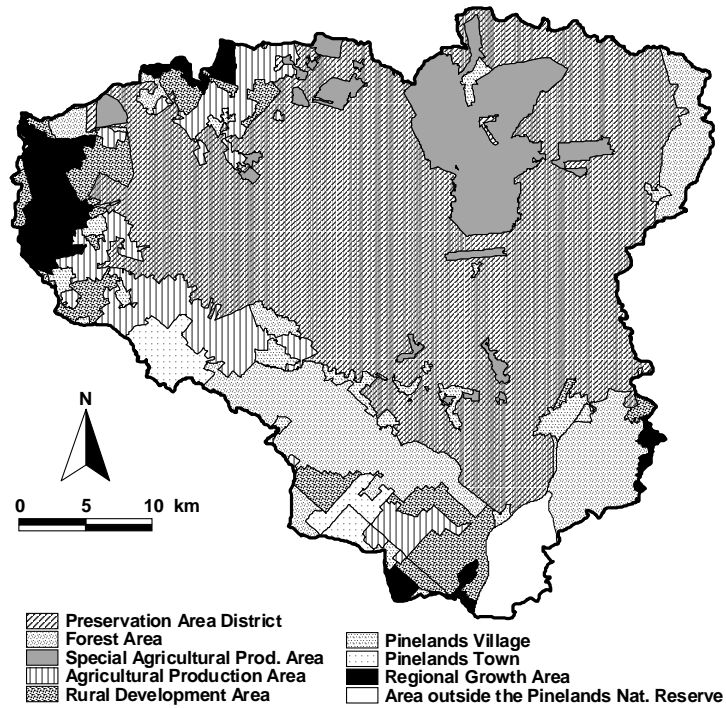 N
0 5 10 km
Preservation Area District
Forest Area
Special Agricultural Prod. Area
Agricultural Production Area
Rural Development Area
Pinelands Village
Pinelands Town
Regional Growth Area
Area outside the Pinelands Nat. Reserve